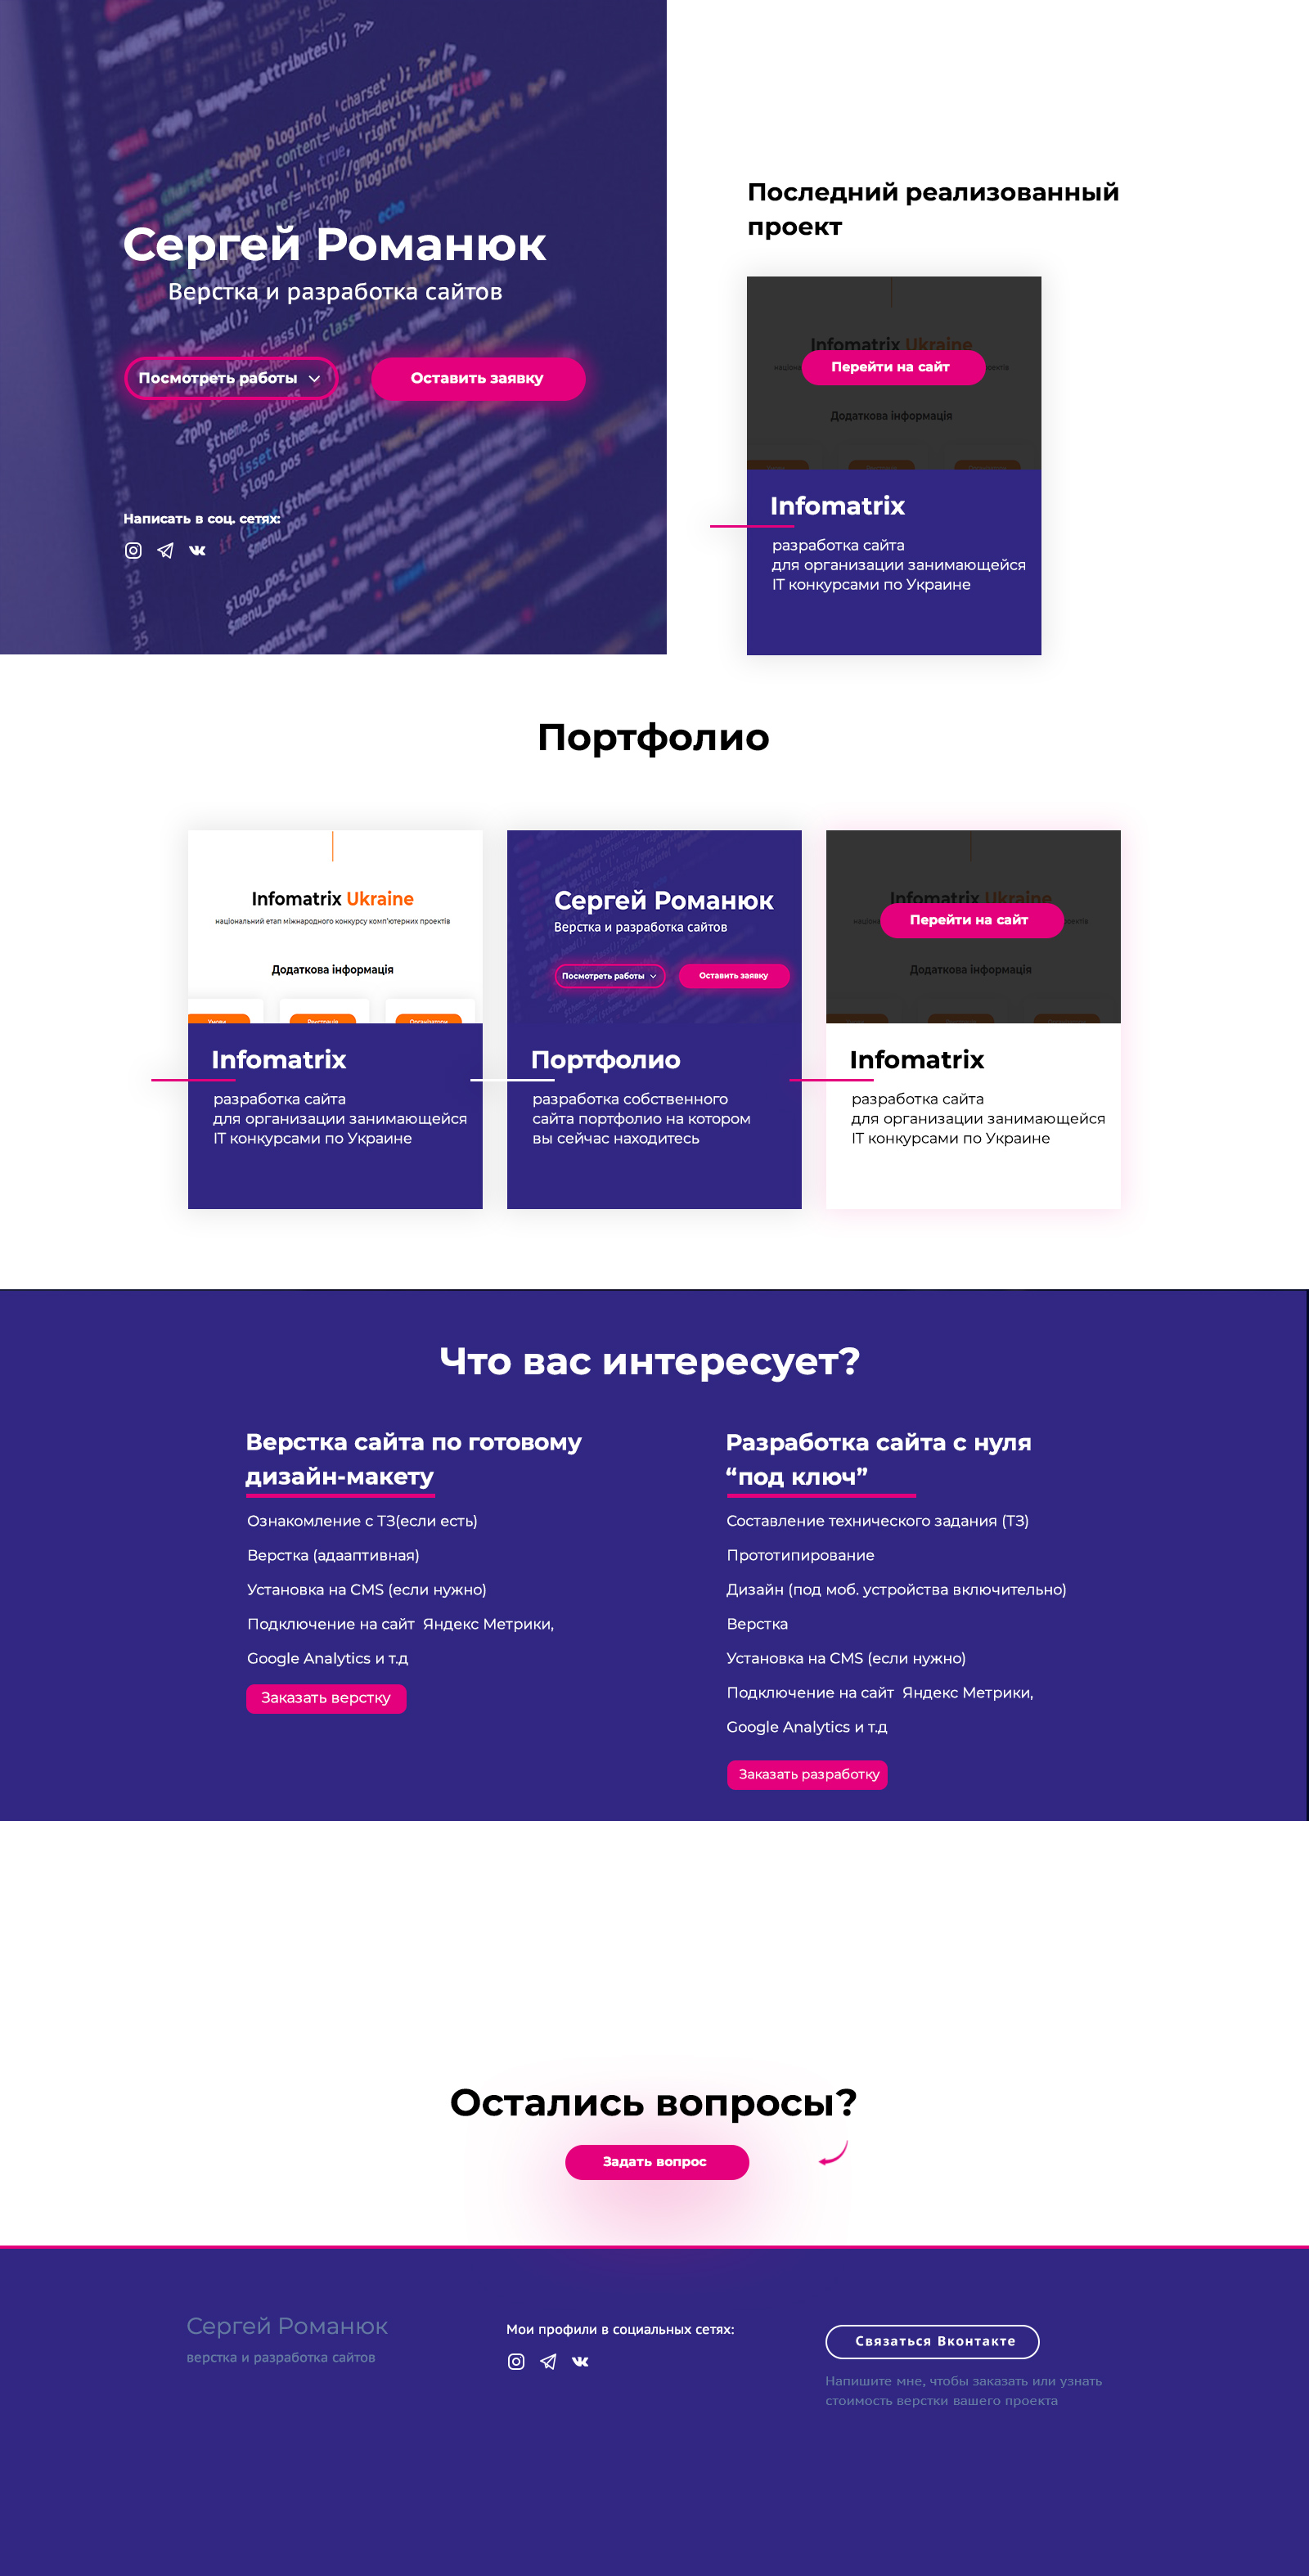 Сергей Романюк
Верстка и разработка сайтов
Посмотреть работы
Оставить заявку
Написать в соц. сетях:
Последний реализованный
проект
Infomatrix Ukraine
Перейти на сайт
Додаткова інформація
Infomatrix
разработка сайта
для организации занимающейся
IT конкурсами по Украине
Портфолио
Infomatrix Ukraine
національний етап міжнародного конкурсу комп'ютерних проектів
Додаткова інформація
Умови
Реєстрація
Організатори
Infomatrix
разработка сайта
для организации занимающейся
IT конкурсами по Украине
Сергей Романюк
Верстка и разработка сайтов
Посмотреть работы
Оставить заявку
Портфолио
разработка собственного
сайта портфолио на котором
вы сейчас находитесь
Infomatrix Ukraine
Перейти на сайт
Додаткова інформація
Infomatrix
разработка сайта
для организации занимающейся
IT конкурсами по Украине
Что вас интересует?
Верстка сайта по готовому
дизайн-макету
Ознакомление с ТЗ(если есть)
Верстка (адааптивная)
Установка на CMS (если нужно)
Подключение на сайт  Яндекс Метрики,
Google Analytics и т.д
Заказать верстку
Разработка сайта с нуля
“под ключ”
Составление технического задания (ТЗ)
Прототипирование
Дизайн (под моб. устройства включительно)
Верстка
Установка на CMS (если нужно)
Подключение на сайт  Яндекс Метрики,
Google Analytics и т.д
Заказать разработку
Остались вопросы?
Задать вопрос
Сергей Романюк
верстка и разработка сайтов
Мои профили в социальных сетях:
Связаться Вконтакте
Напишите мне, чтобы заказать или узнать
стоимость верстки вашего проекта